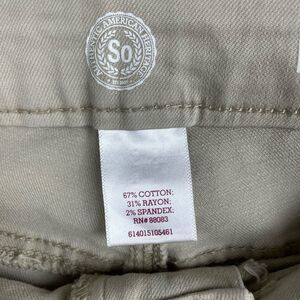 AUTHENTIC AMERICAN HERITAGE
So
67% COTTON;
31% RAYON;
2% SPANDEX;
RN# 88083
614015105461